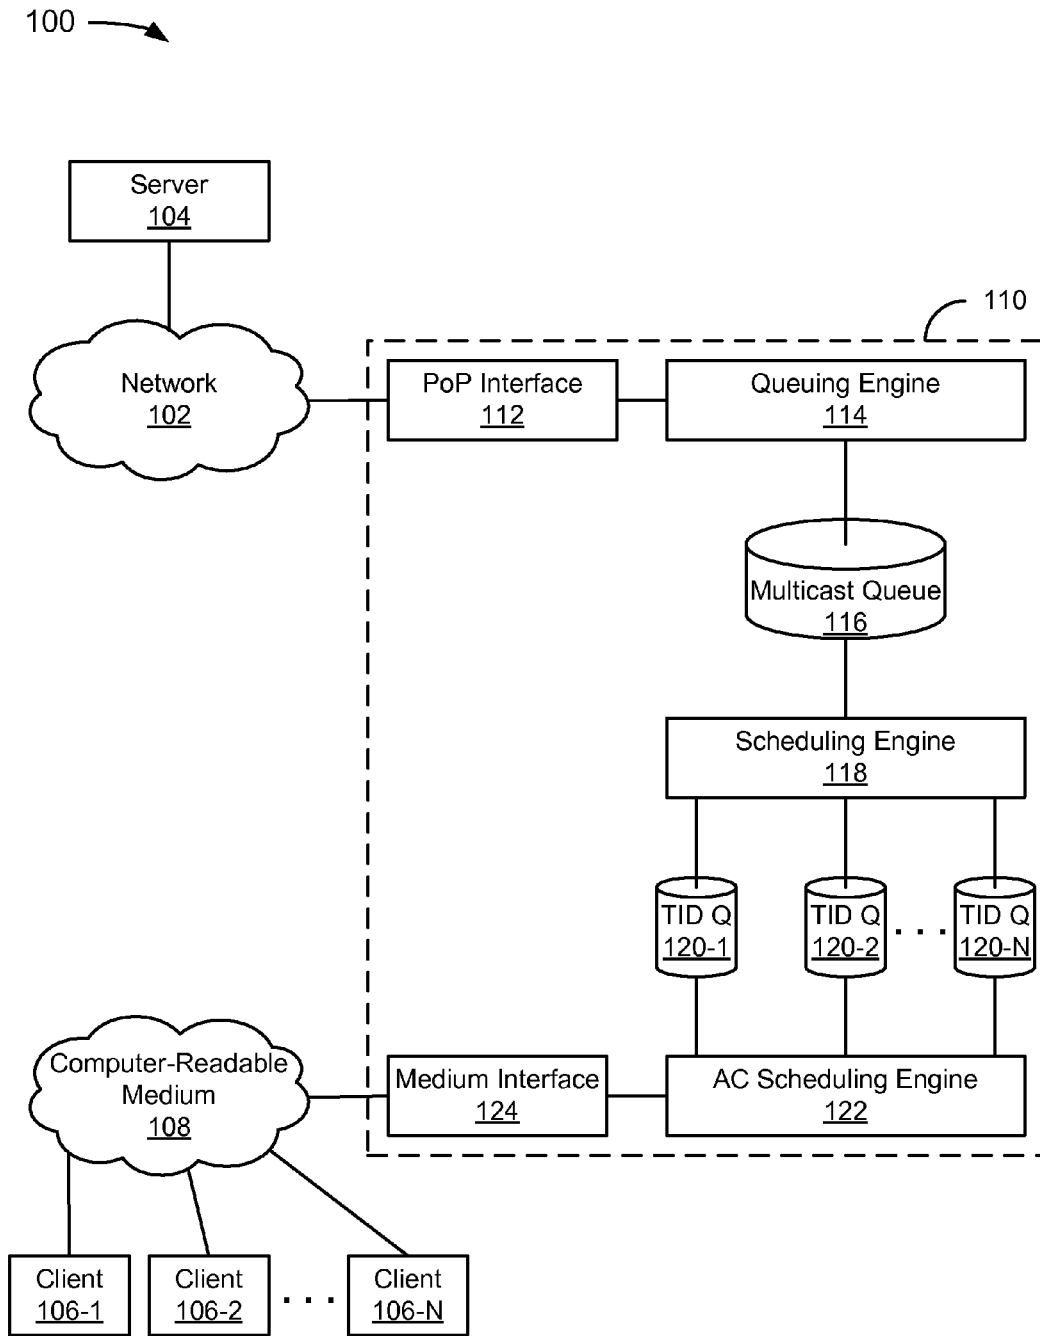 100
Server
104
110
Network
102
PoP Interface
112
Queuing Engine
114
Multicast Queue
116
Scheduling Engine
118
TID Q
120-1
TID Q
120-2
. . .
TID Q
120-N
Computer-Readable
Medium
108
Medium Interface
124
AC Scheduling Engine
122
Client
106-1
Client
106-2
. . .
Client
106-N